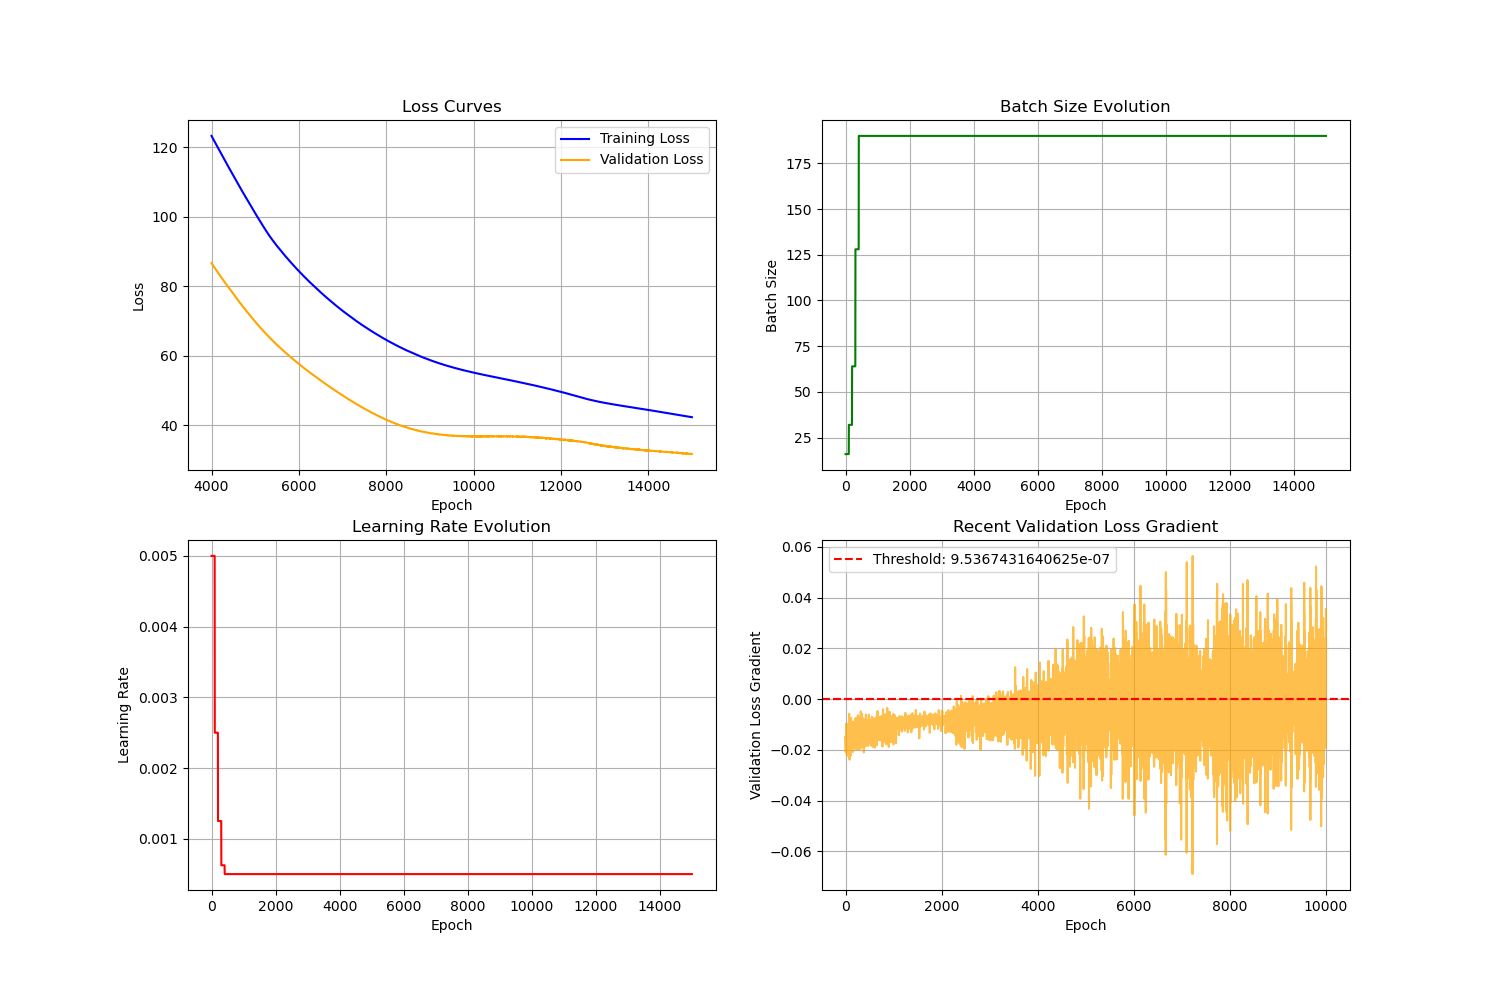 Loss Curves
Training Loss
Validation Loss
120
100
80
60
40
Loss
4000 6000 8000 10000 12000 14000
Epoch
Batch Size Evolution
175
150
125
100
75
50
25
Batch Size
0 2000 4000 6000 8000 10000 12000 14000
Epoch
Learning Rate Evolution
0.005
0.004
0.003
0.002
0.001
Learning Rate
0 2000 4000 6000 8000 10000 12000 14000
Epoch
Recent Validation Loss Gradient
Threshold: 9.5367431640625e-07
0.06
0.04
0.02
0.00
−0.02
−0.04
−0.06
Validation Loss Gradient
0 2000 4000 6000 8000 10000
Epoch